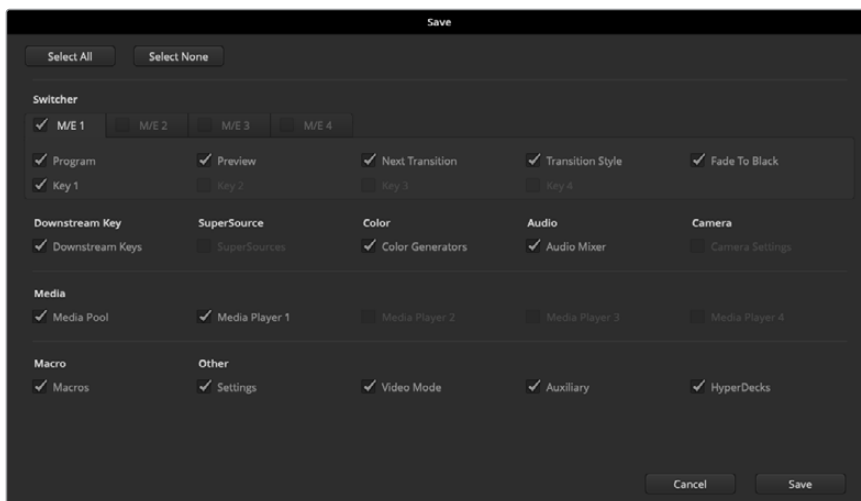 Save
Select All Select None
Switcher
M/E 1 M/E 2 M/E 3 M/E 4
Program Preview Next Transition Transition Style Fade To Black
Key 1 Key 2 Key 3 Key 4
Downstream Key SuperSource Color Audio Camera
Downstream Keys SuperSources Color Generators Audio Mixer Camera Settings
Media
Media Pool Media Player 1 Media Player 2 Media Player 3 Media Player 4
Macro Other
Macros Settings Video Mode Auxiliary HyperDecks
Cancel Save